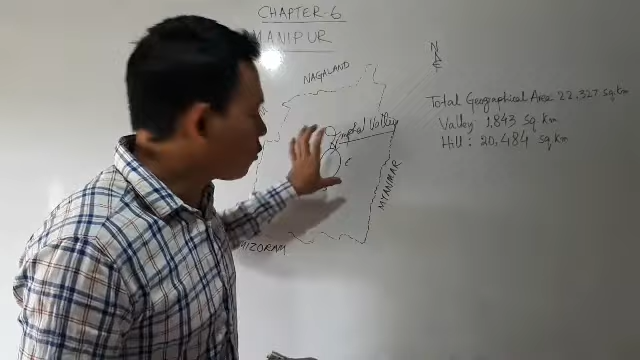 CHAPTER-6
MANIPUR
N
NAGALAND
Total Geographical Area 22,327 sq.km
Imphal Valley
Valley: 1,843 sq km
Hill: 20,484 sq km
MYANMAR
MIZORAM